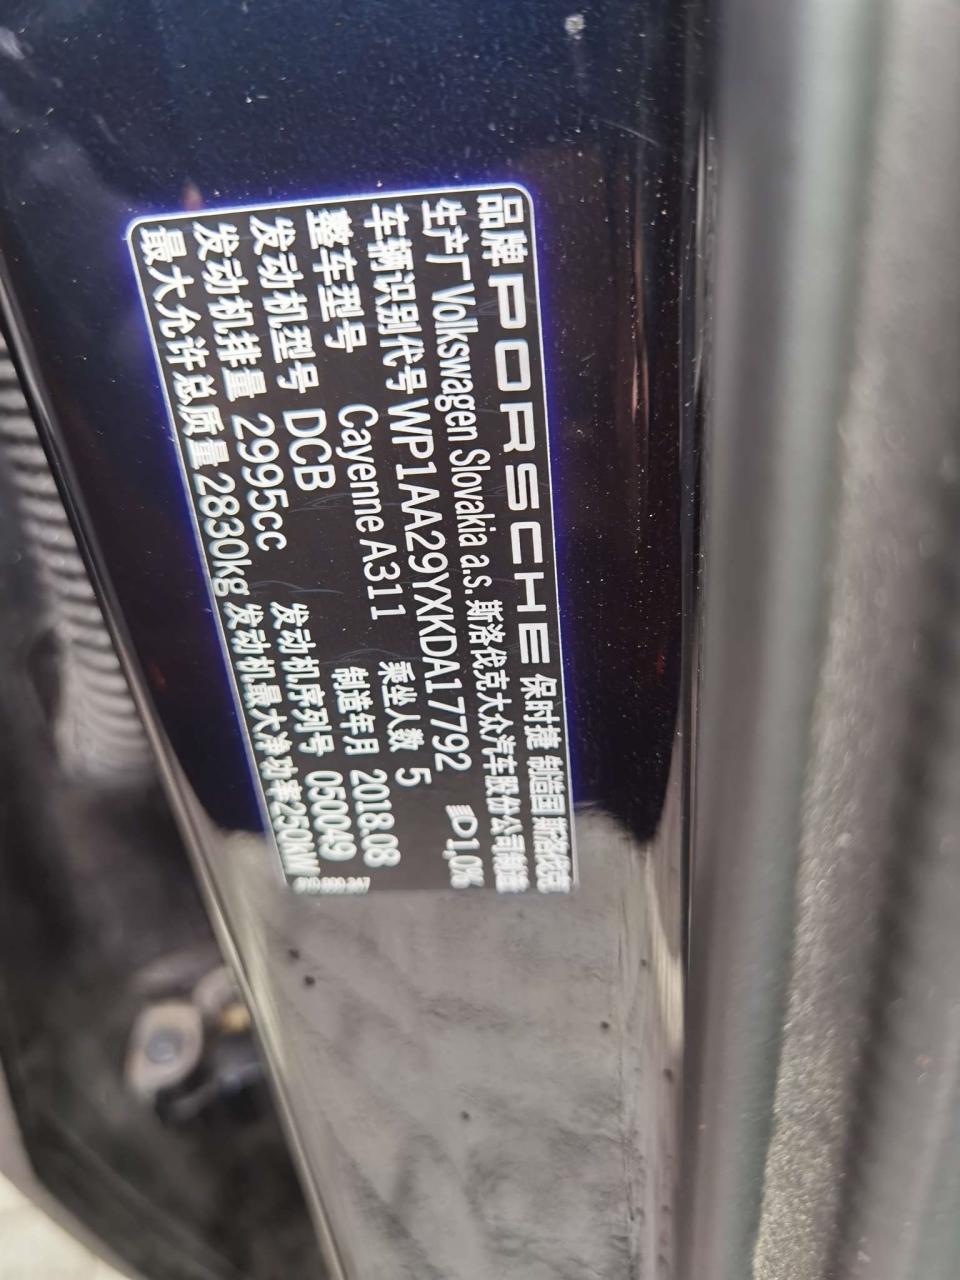 品牌 PORSCHE 保时捷 制造国 斯洛伐克
生产厂 Volkswagen Slovakia a.s. 斯洛伐克大众汽车股份公司制造
车辆识别代号 WP1AA29YXKDA17792 1,0%
整车型号 Cayenne A311 乘坐人数 5
发动机型号 DCB 制造年月 2018.08
发动机排量 2995cc 发动机序列号 050049
最大允许总质量 2830kg 发动机最大净功率 250KW